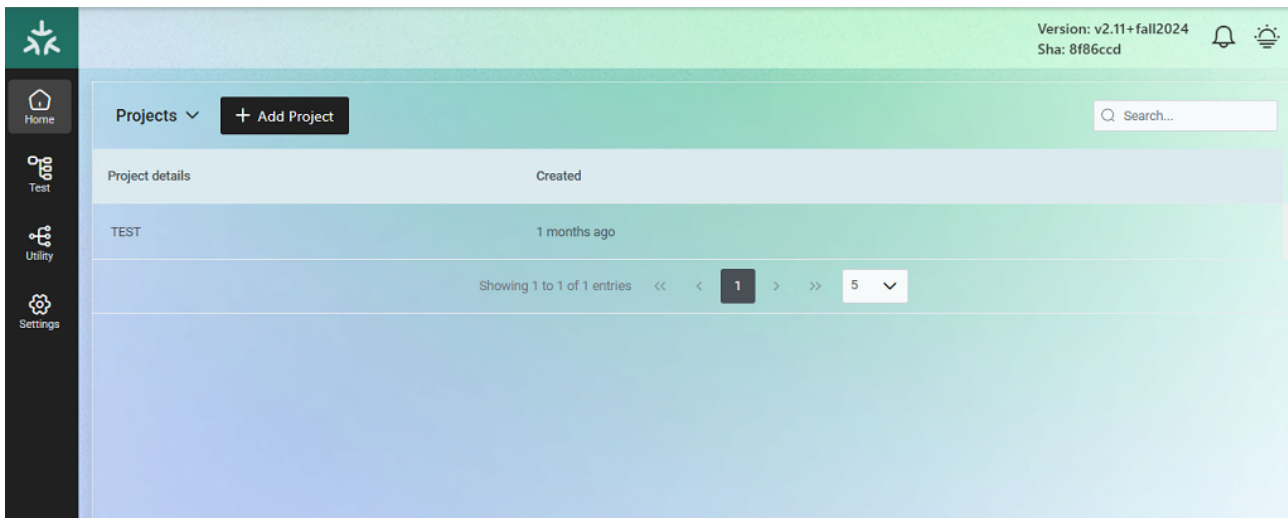 Version: v2.11+fall2024
Sha: 8f86ccd
Home
Test
Utility
Settings
Projects
+ Add Project
Search...
Project details Created
TEST 1 months ago
Showing 1 to 1 of 1 entries << < 1 > >> 5